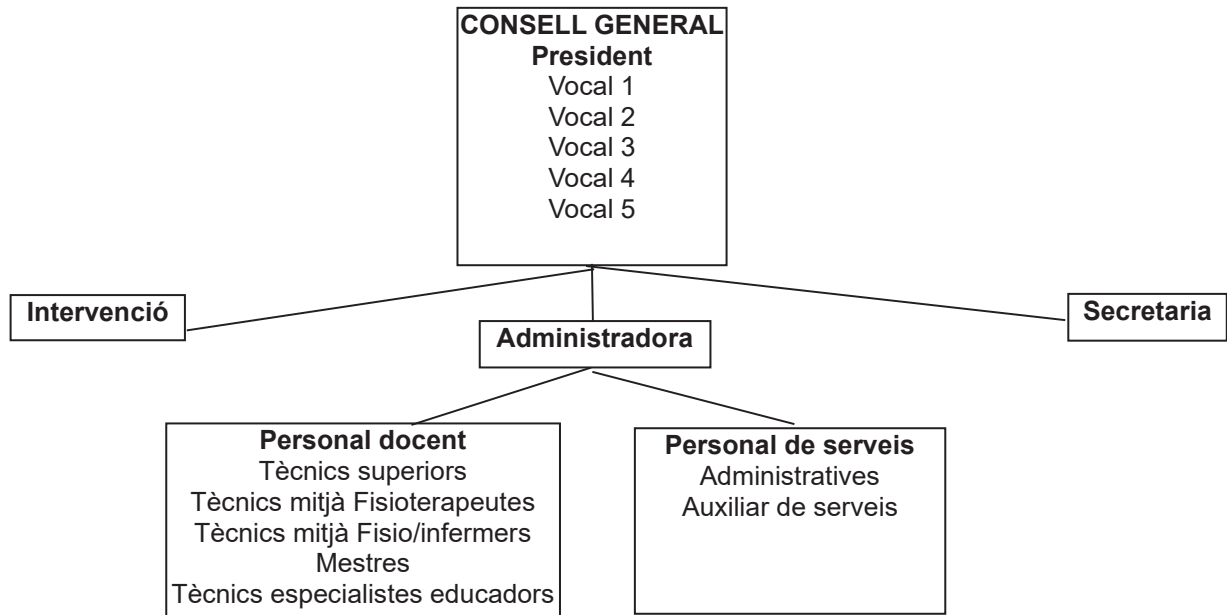 CONSELL GENERAL
President
Vocal 1
Vocal 2
Vocal 3
Vocal 4
Vocal 5
Intervenció
Administradora
Secretaria
Personal docent
Tècnics superiors
Tècnics mitjà Fisioterapeutes
Tècnics mitjà Fisio/infermers
Mestres
Tècnics especialistes educadors
Personal de serveis
Administratives
Auxiliar de serveis